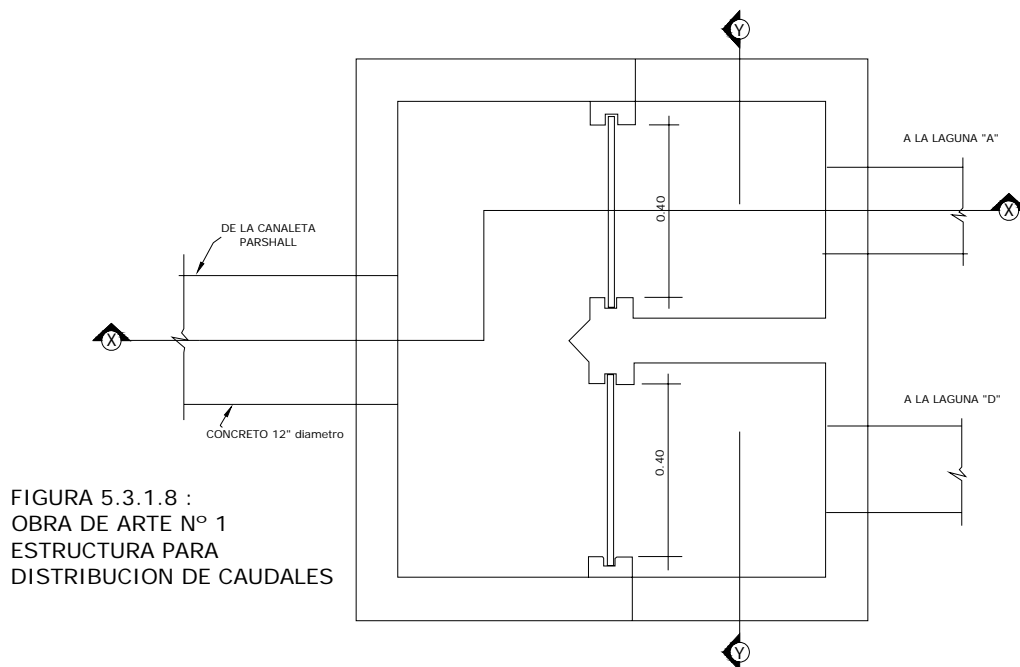 Y
A LA LAGUNA "A"
DE LA CANALETA
PARSHALL
0.40
X
X
A LA LAGUNA "D"
CONCRETO 12" diametro
0.40
FIGURA 5.3.1.8 :
OBRA DE ARTE Nº 1
ESTRUCTURA PARA
DISTRIBUCION DE CAUDALES
Y